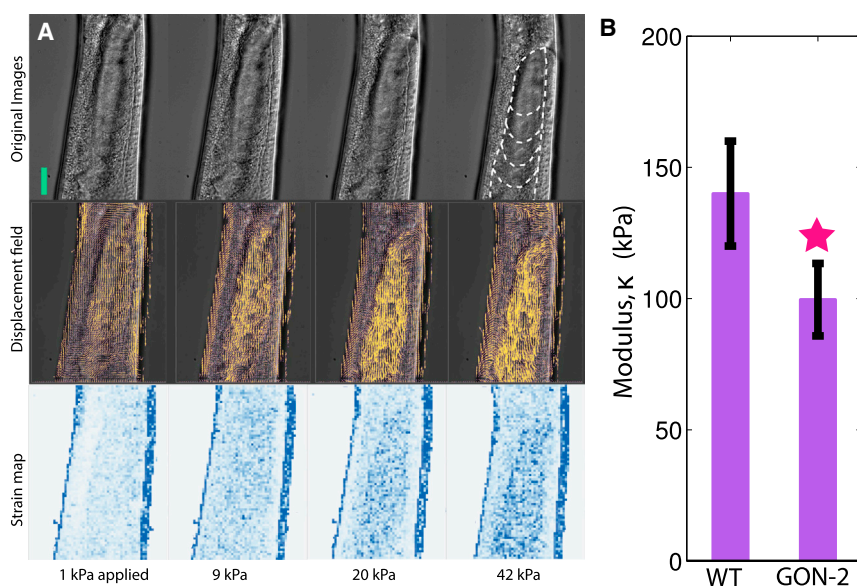 A
Original Images
Displacement field
Strain map
1 kPa applied
9 kPa
20 kPa
42 kPa
B
Modulus, κ (kPa)
200
150
100
50
0
WT
GON-2